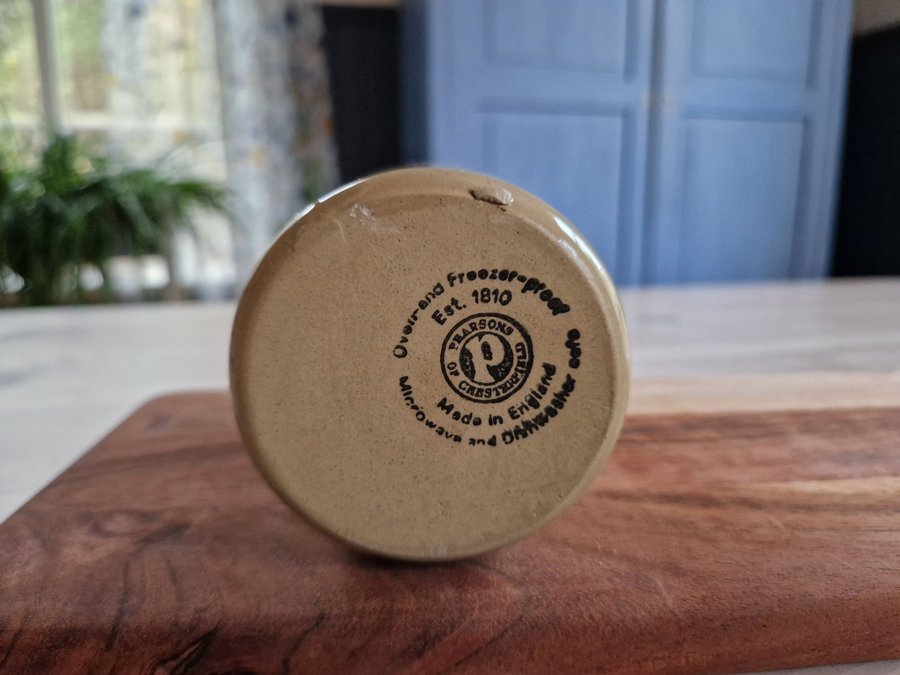 Oven-and Freezer-proof
Est. 1810
PEARSONS
OF CHESTERFIELD
P
Made in England
Microwave and Dishwasher safe